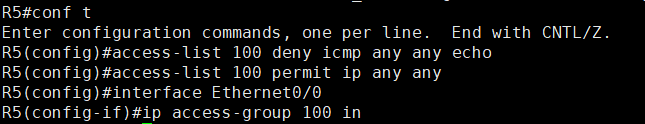 R5#conf t
Enter configuration commands, one per line.  End with CNTL/Z.
R5(config)#access-list 100 deny icmp any any echo
R5(config)#access-list 100 permit ip any any
R5(config)#interface Ethernet0/0
R5(config-if)#ip access-group 100 in